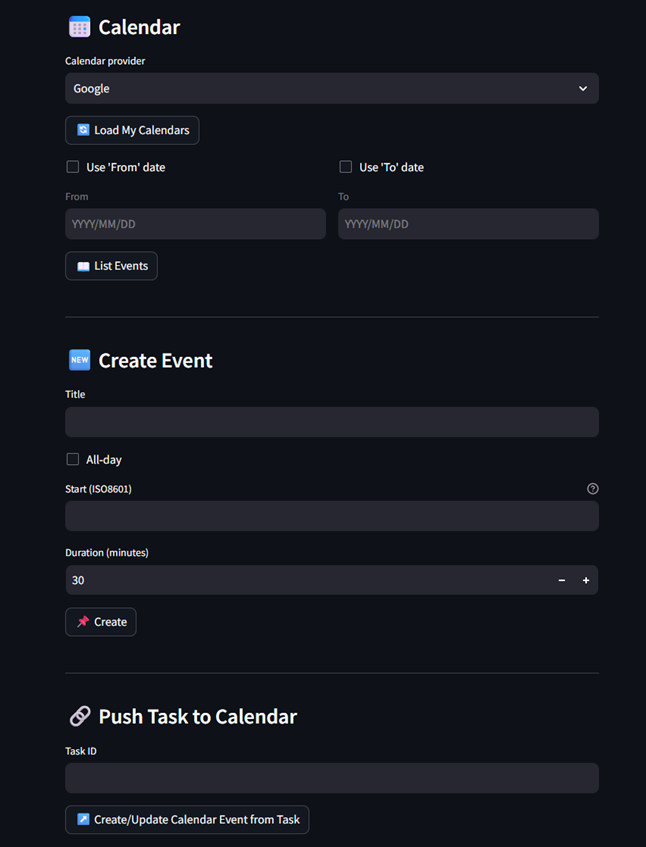 Calendar
Calendar provider
Google
Load My Calendars
Use 'From' date
Use 'To' date
From
To
YYYY/MM/DD
YYYY/MM/DD
List Events
NEW
Create Event
Title
All-day
Start (ISO8601)
Duration (minutes)
30
Create
Push Task to Calendar
Task ID
Create/Update Calendar Event from Task